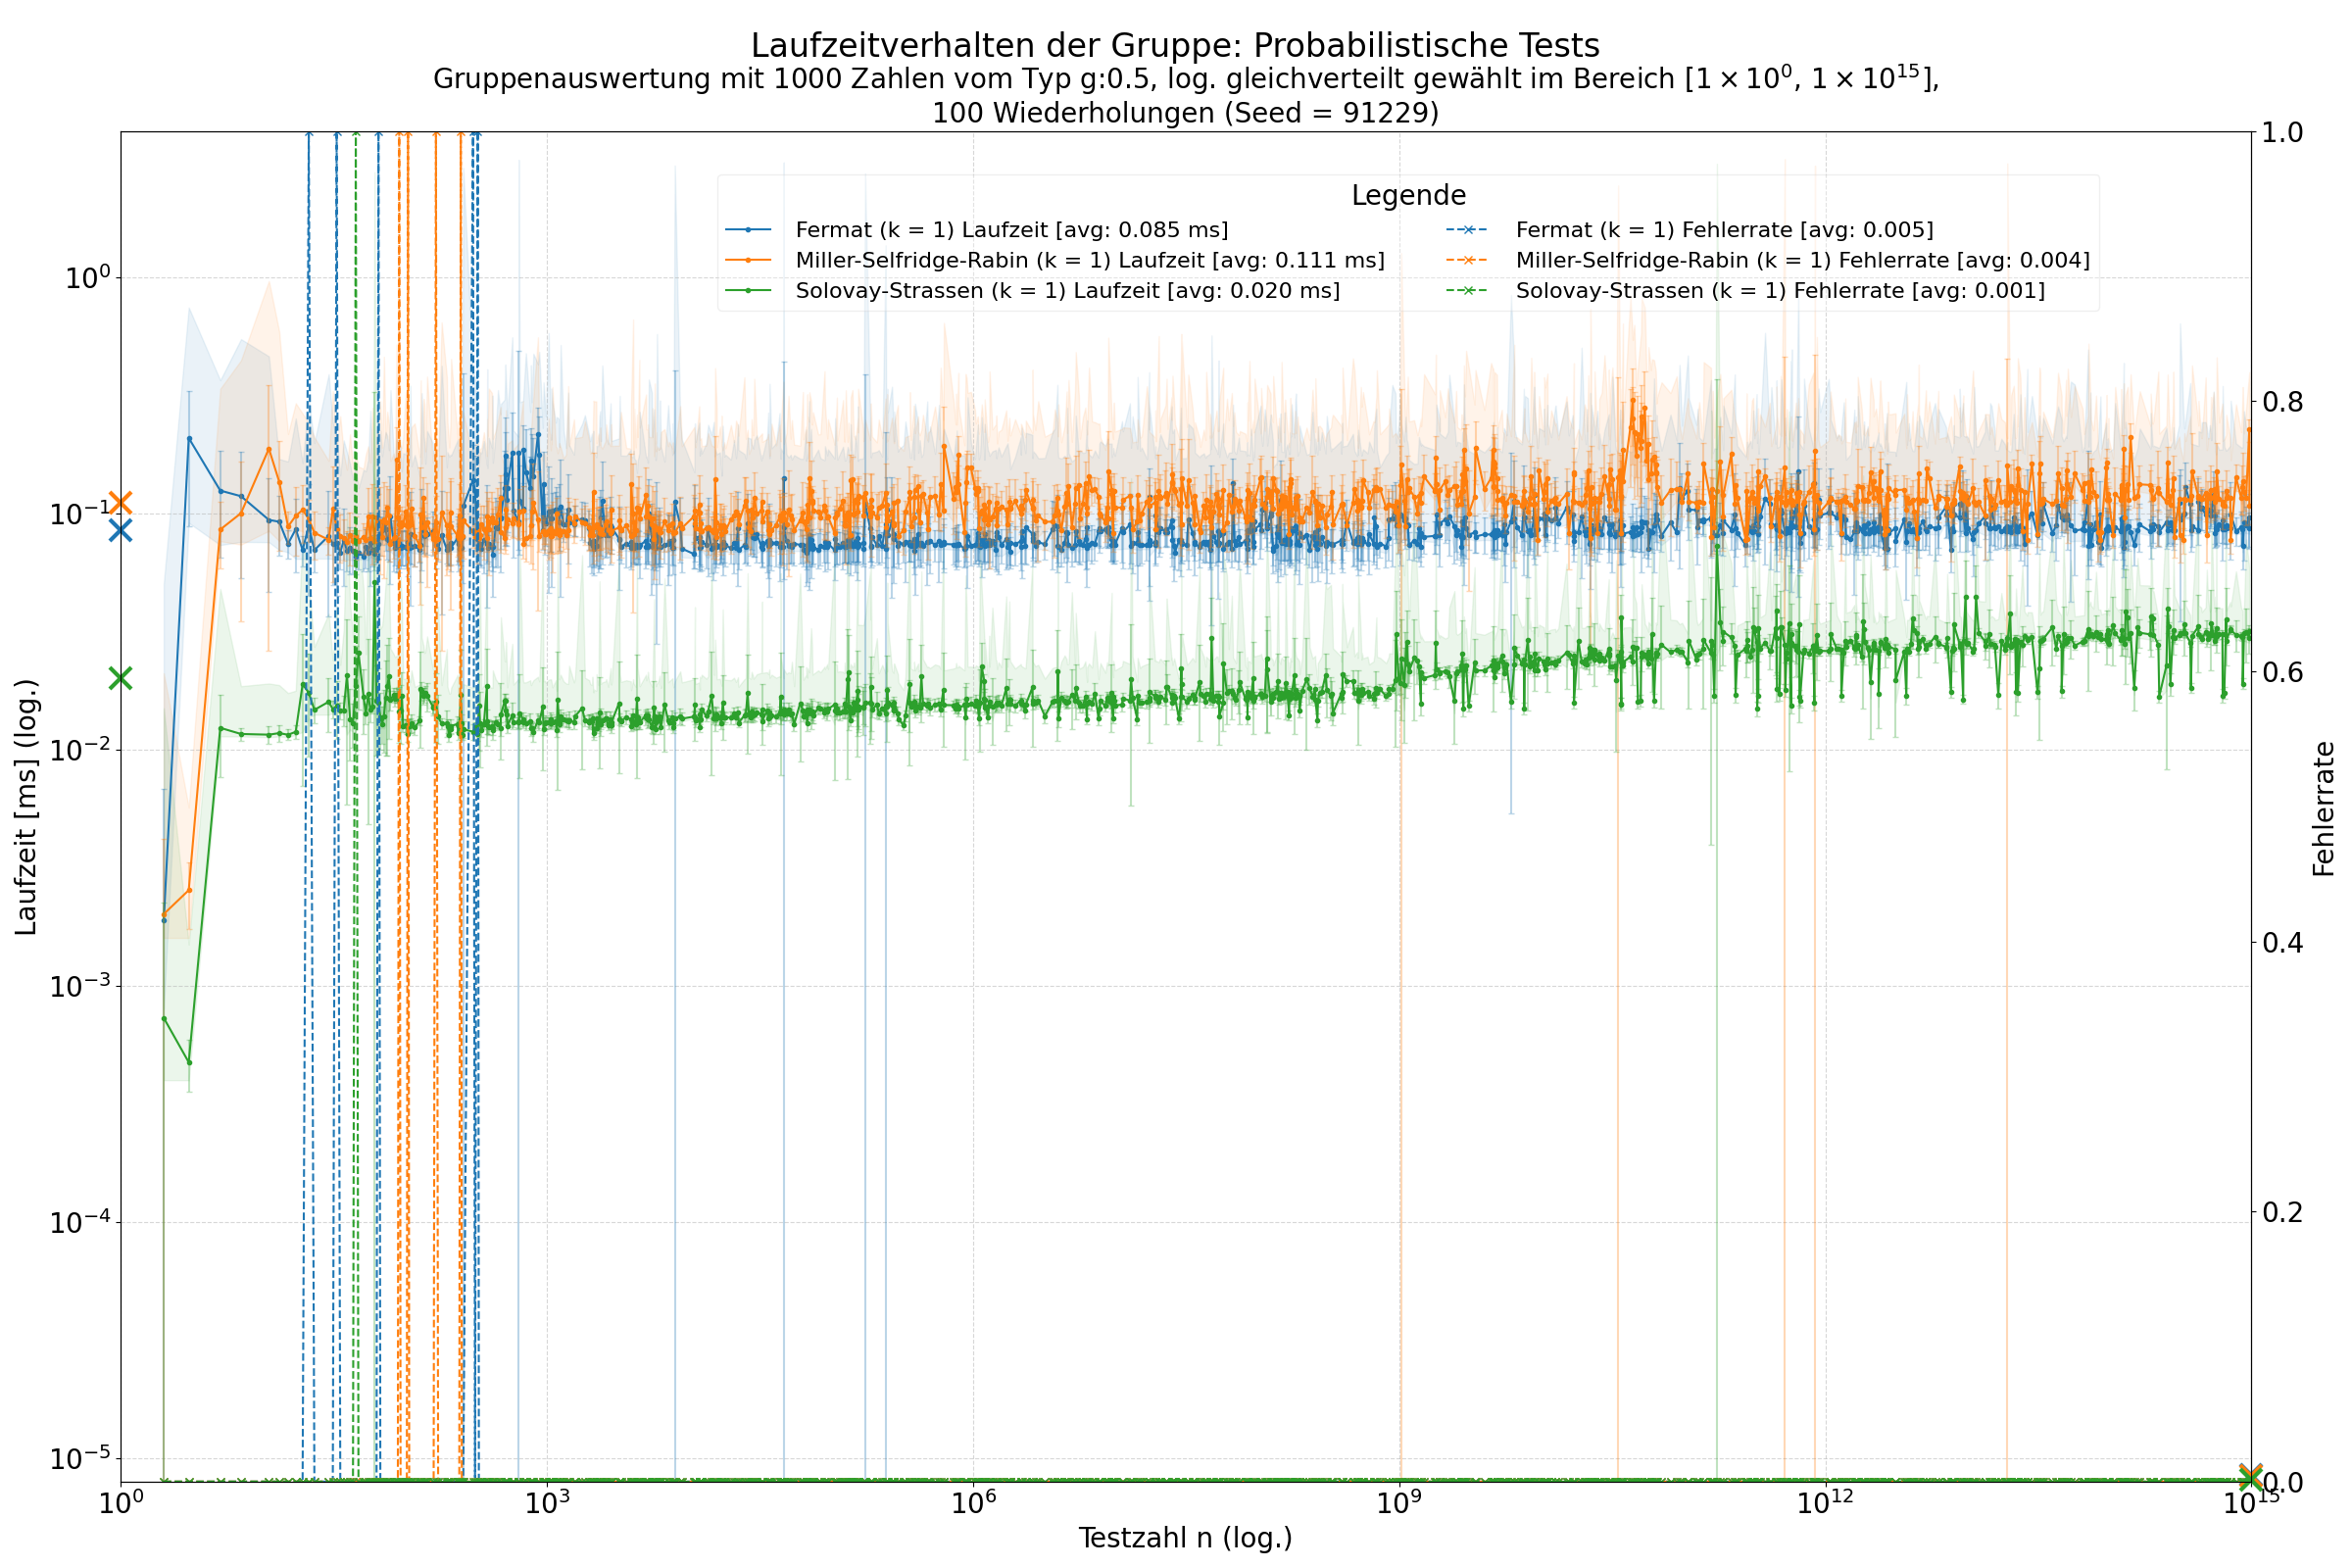 Laufzeitverhalten der Gruppe: Probabilistische Tests
Gruppenauswertung mit 1000 Zahlen vom Typ g:0.5, log. gleichverteilt gewählt im Bereich [1 × 10⁰, 1 × 10¹⁵],
100 Wiederholungen (Seed = 91229)
Legende
Fermat (k = 1) Laufzeit [avg: 0.085 ms]
Miller-Selfridge-Rabin (k = 1) Laufzeit [avg: 0.111 ms]
Solovay-Strassen (k = 1) Laufzeit [avg: 0.020 ms]
Fermat (k = 1) Fehlerrate [avg: 0.005]
Miller-Selfridge-Rabin (k = 1) Fehlerrate [avg: 0.004]
Solovay-Strassen (k = 1) Fehlerrate [avg: 0.001]
Laufzeit [ms] (log.)
10⁰
10⁻¹
10⁻²
10⁻³
10⁻⁴
10⁻⁵
1.0
0.8
0.6
0.4
0.2
0.0
Fehlerrate
10⁰
10³
10⁶
10⁹
10¹²
10¹⁵
Testzahl n (log.)